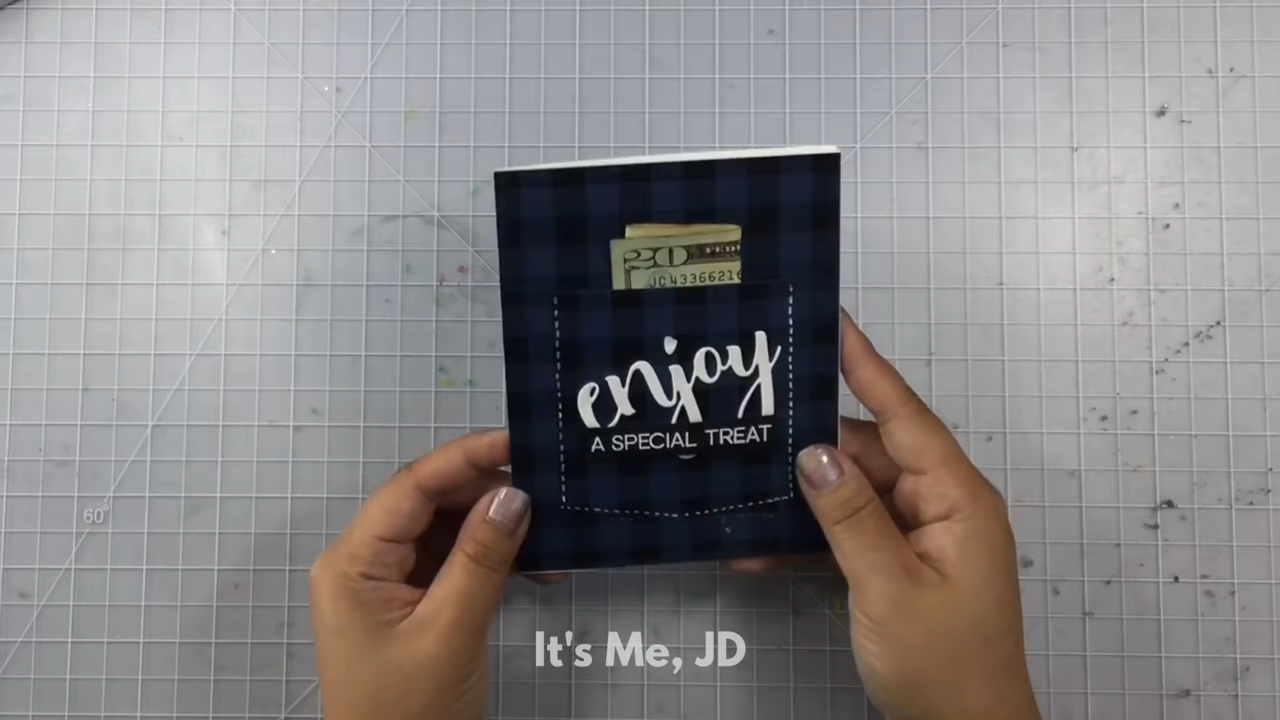 20
JC43366216
enjoy
A SPECIAL TREAT
60°
It's Me, JD